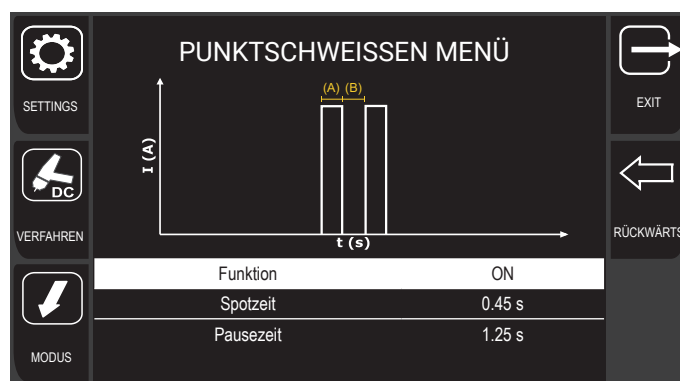 PUNKTSCHWEISSEN MENÜ
SETTINGS
EXIT
(A) (B)
I (A)
DC
VERFAHREN
RÜCKWÄRTS
t (s)
Funktion ON
Spotzeit 0.45 s
Pausezeit 1.25 s
MODUS